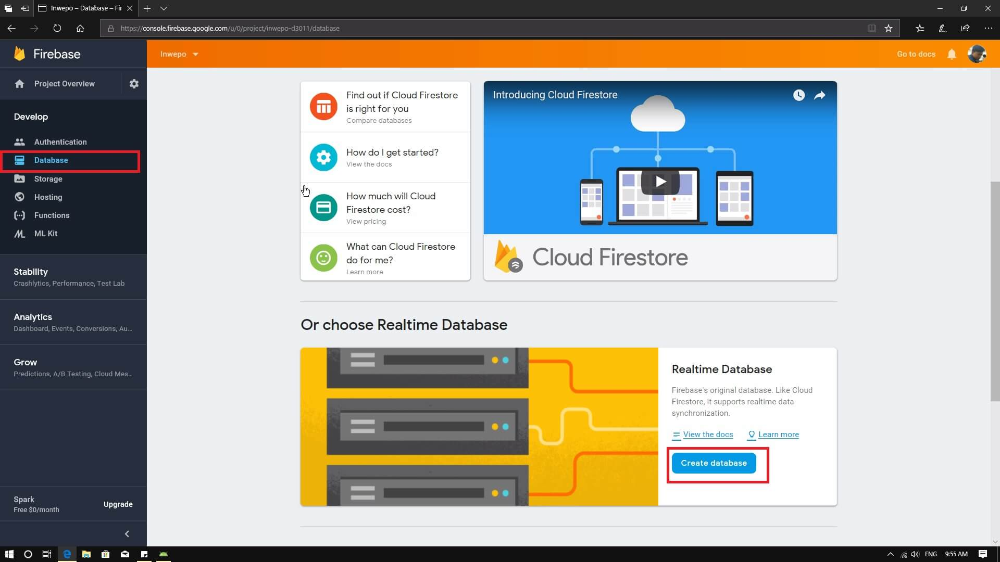 Inwepo – Database – Fir
https://console.firebase.google.com/u/0/project/inwepo-d3011/database
Firebase
Inwepo
Go to docs
Project Overview
Develop
Authentication
Database
Storage
Hosting
Functions
ML Kit
Stability
Crashlytics, Performance, Test Lab
Analytics
Dashboard, Events, Conversions, Au...
Grow
Predictions, A/B Testing, Cloud Mes...
Spark
Free $0/month
Upgrade
Find out if Cloud Firestore
is right for you
Compare databases
How do I get started?
View the docs
How much will Cloud
Firestore cost?
View pricing
What can Cloud Firestore
do for me?
Learn more
Introducing Cloud Firestore
Cloud Firestore
Or choose Realtime Database
Realtime Database
Firebase's original database. Like Cloud
Firestore, it supports realtime data
synchronization.
View the docs
Learn more
Create database
ENG
9:55 AM